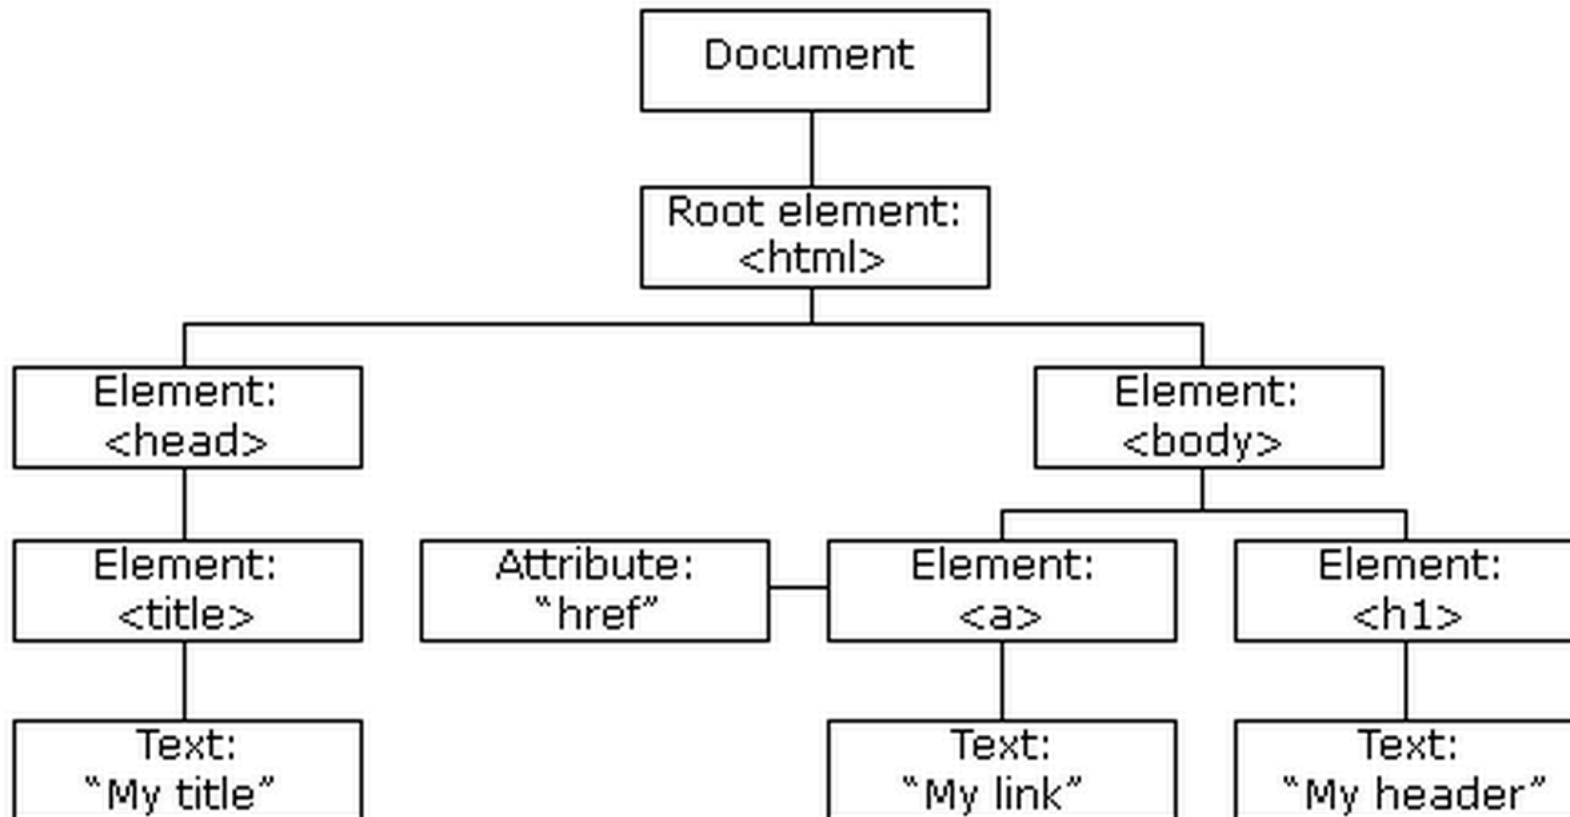 Document
Root element:
<html>
Element:
<head>
Element:
<body>
Element:
<title>
Attribute:
“href”
Element:
<a>
Element:
<h1>
Text:
“My title”
Text:
“My link”
Text:
“My header”